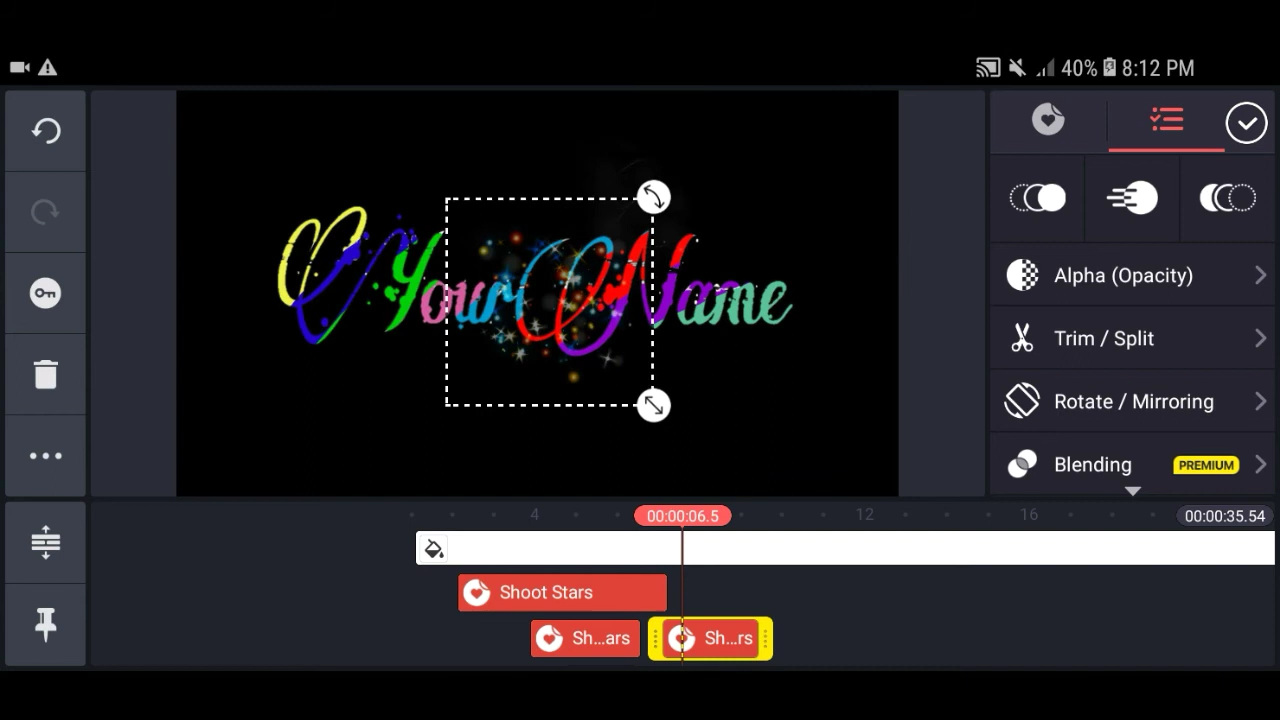 40% 8:12 PM
Your Name
Alpha (Opacity)
Trim / Split
Rotate / Mirroring
Blending PREMIUM
4 00:00:06.5 12 16 00:00:35.54
Shoot Stars
Sh...ars Sh...rs